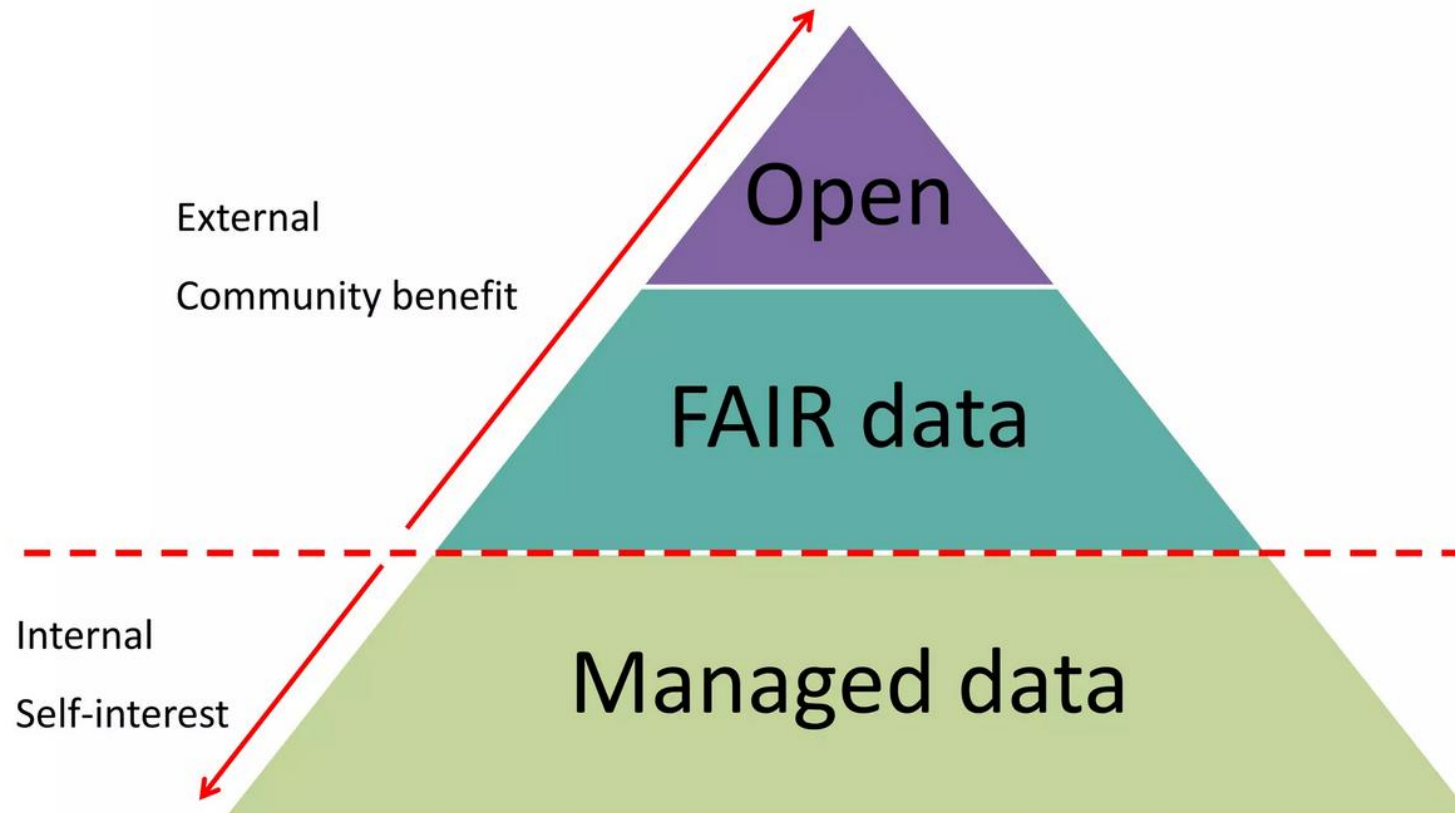 Open
External
Community benefit
FAIR data
Internal
Self-interest
Managed data